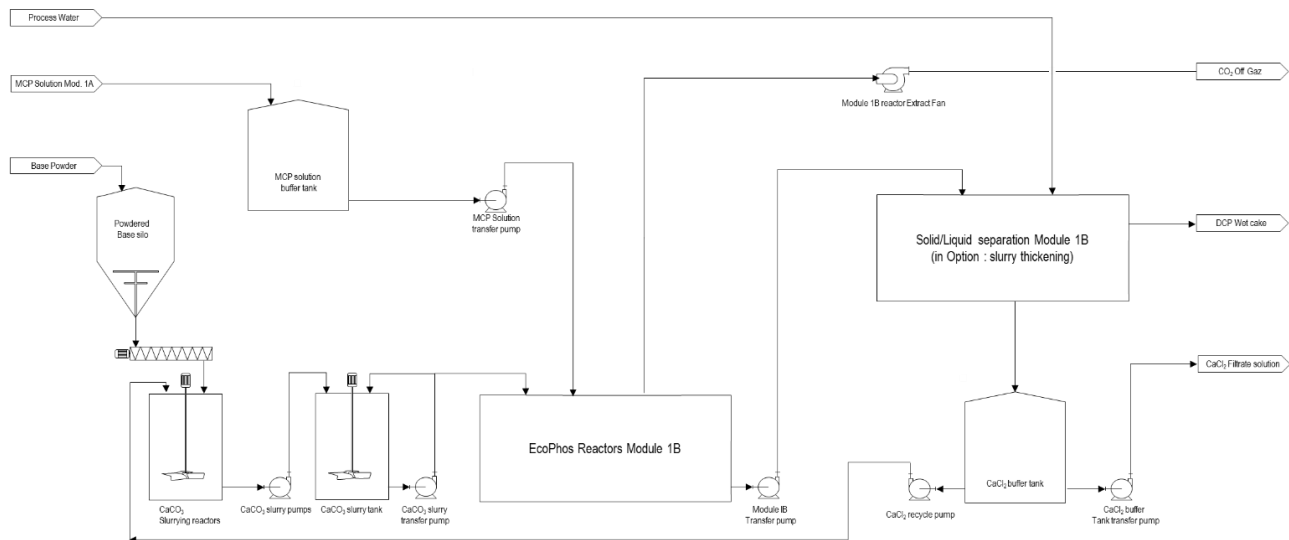 Process Water
MCP Solution Mod. 1A
CO₂ Off Gaz
Module 1B reactor Extract Fan
Base Powder
MCP solution
buffer tank
MCP Solution
transfer pump
Powdered
Base silo
Solid/Liquid separation Module 1B
(in Option : slurry thickening)
DCP Wet cake
CaCl₂ Filtrate solution
EcoPhos Reactors Module 1B
CaCl₂ buffer tank
CaCO₃
Slurrying reactors
CaCO₃ slurry pumps
CaCO₃ slurry tank
CaCO₃ slurry
transfer pump
Module IB
Transfer pump
CaCl₂ recycle pump
CaCl₂ buffer
Tank transfer pump